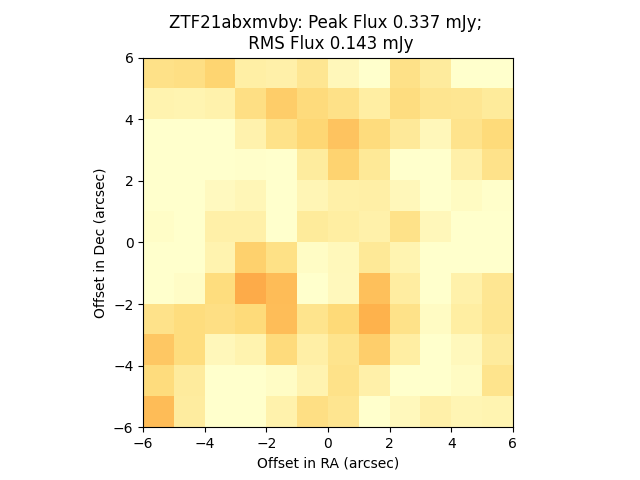 ZTF21abxmvby: Peak Flux 0.337 mJy;
RMS Flux 0.143 mJy
6
4
2
0
−2
−4
−6
Offset in Dec (arcsec)
−6 −4 −2 0 2 4 6
Offset in RA (arcsec)